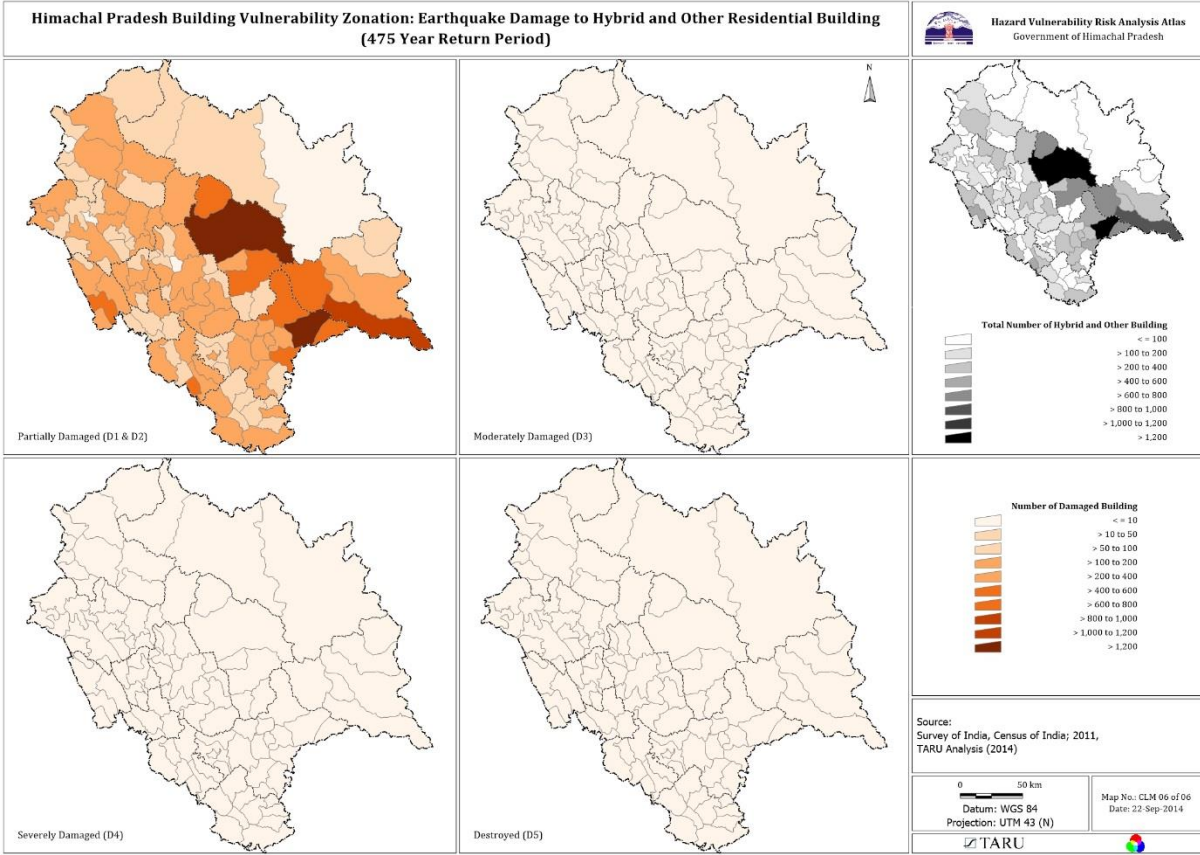 Himachal Pradesh Building Vulnerability Zonation: Earthquake Damage to Hybrid and Other Residential Building
(475 Year Return Period)
Hazard Vulnerability Risk Analysis Atlas
Government of Himachal Pradesh
Partially Damaged (D1 & D2)
N
Moderately Damaged (D3)
Total Number of Hybrid and Other Building
< = 100
> 100 to 200
> 200 to 400
> 400 to 600
> 600 to 800
> 800 to 1,000
> 1,000 to 1,200
> 1,200
Severely Damaged (D4)
Destroyed (D5)
Number of Damaged Building
< = 10
> 10 to 50
> 50 to 100
> 100 to 200
> 200 to 400
> 400 to 600
> 600 to 800
> 800 to 1,000
> 1,000 to 1,200
> 1,200
Source:
Survey of India, Census of India; 2011,
TARU Analysis (2014)
0 50 km
Datum: WGS 84
Projection: UTM 43 (N)
Map No.: CLM 06 of 06
Date: 22-Sep-2014
TARU